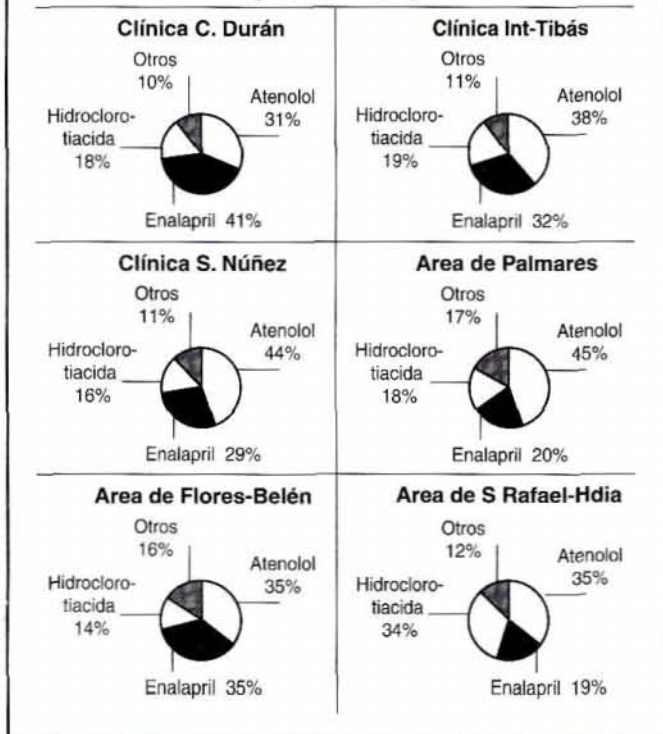 Clínica C. Durán
Otros
10%
Atenolol
31%
Hidrocloro-
tiacida
18%
Enalapril 41%
Clínica Int-Tibás
Otros
11%
Atenolol
38%
Hidrocloro-
tiacida
19%
Enalapril 32%
Clínica S. Núñez
Otros
11%
Atenolol
44%
Hidrocloro-
tiacida
16%
Enalapril 29%
Area de Palmares
Otros
17%
Atenolol
45%
Hidrocloro-
tiacida
18%
Enalapril 20%
Area de Flores-Belén
Otros
16%
Atenolol
35%
Hidrocloro-
tiacida
14%
Enalapril 35%
Area de S Rafael-Hdia
Otros
12%
Atenolol
35%
Hidrocloro-
tiacida
34%
Enalapril 19%